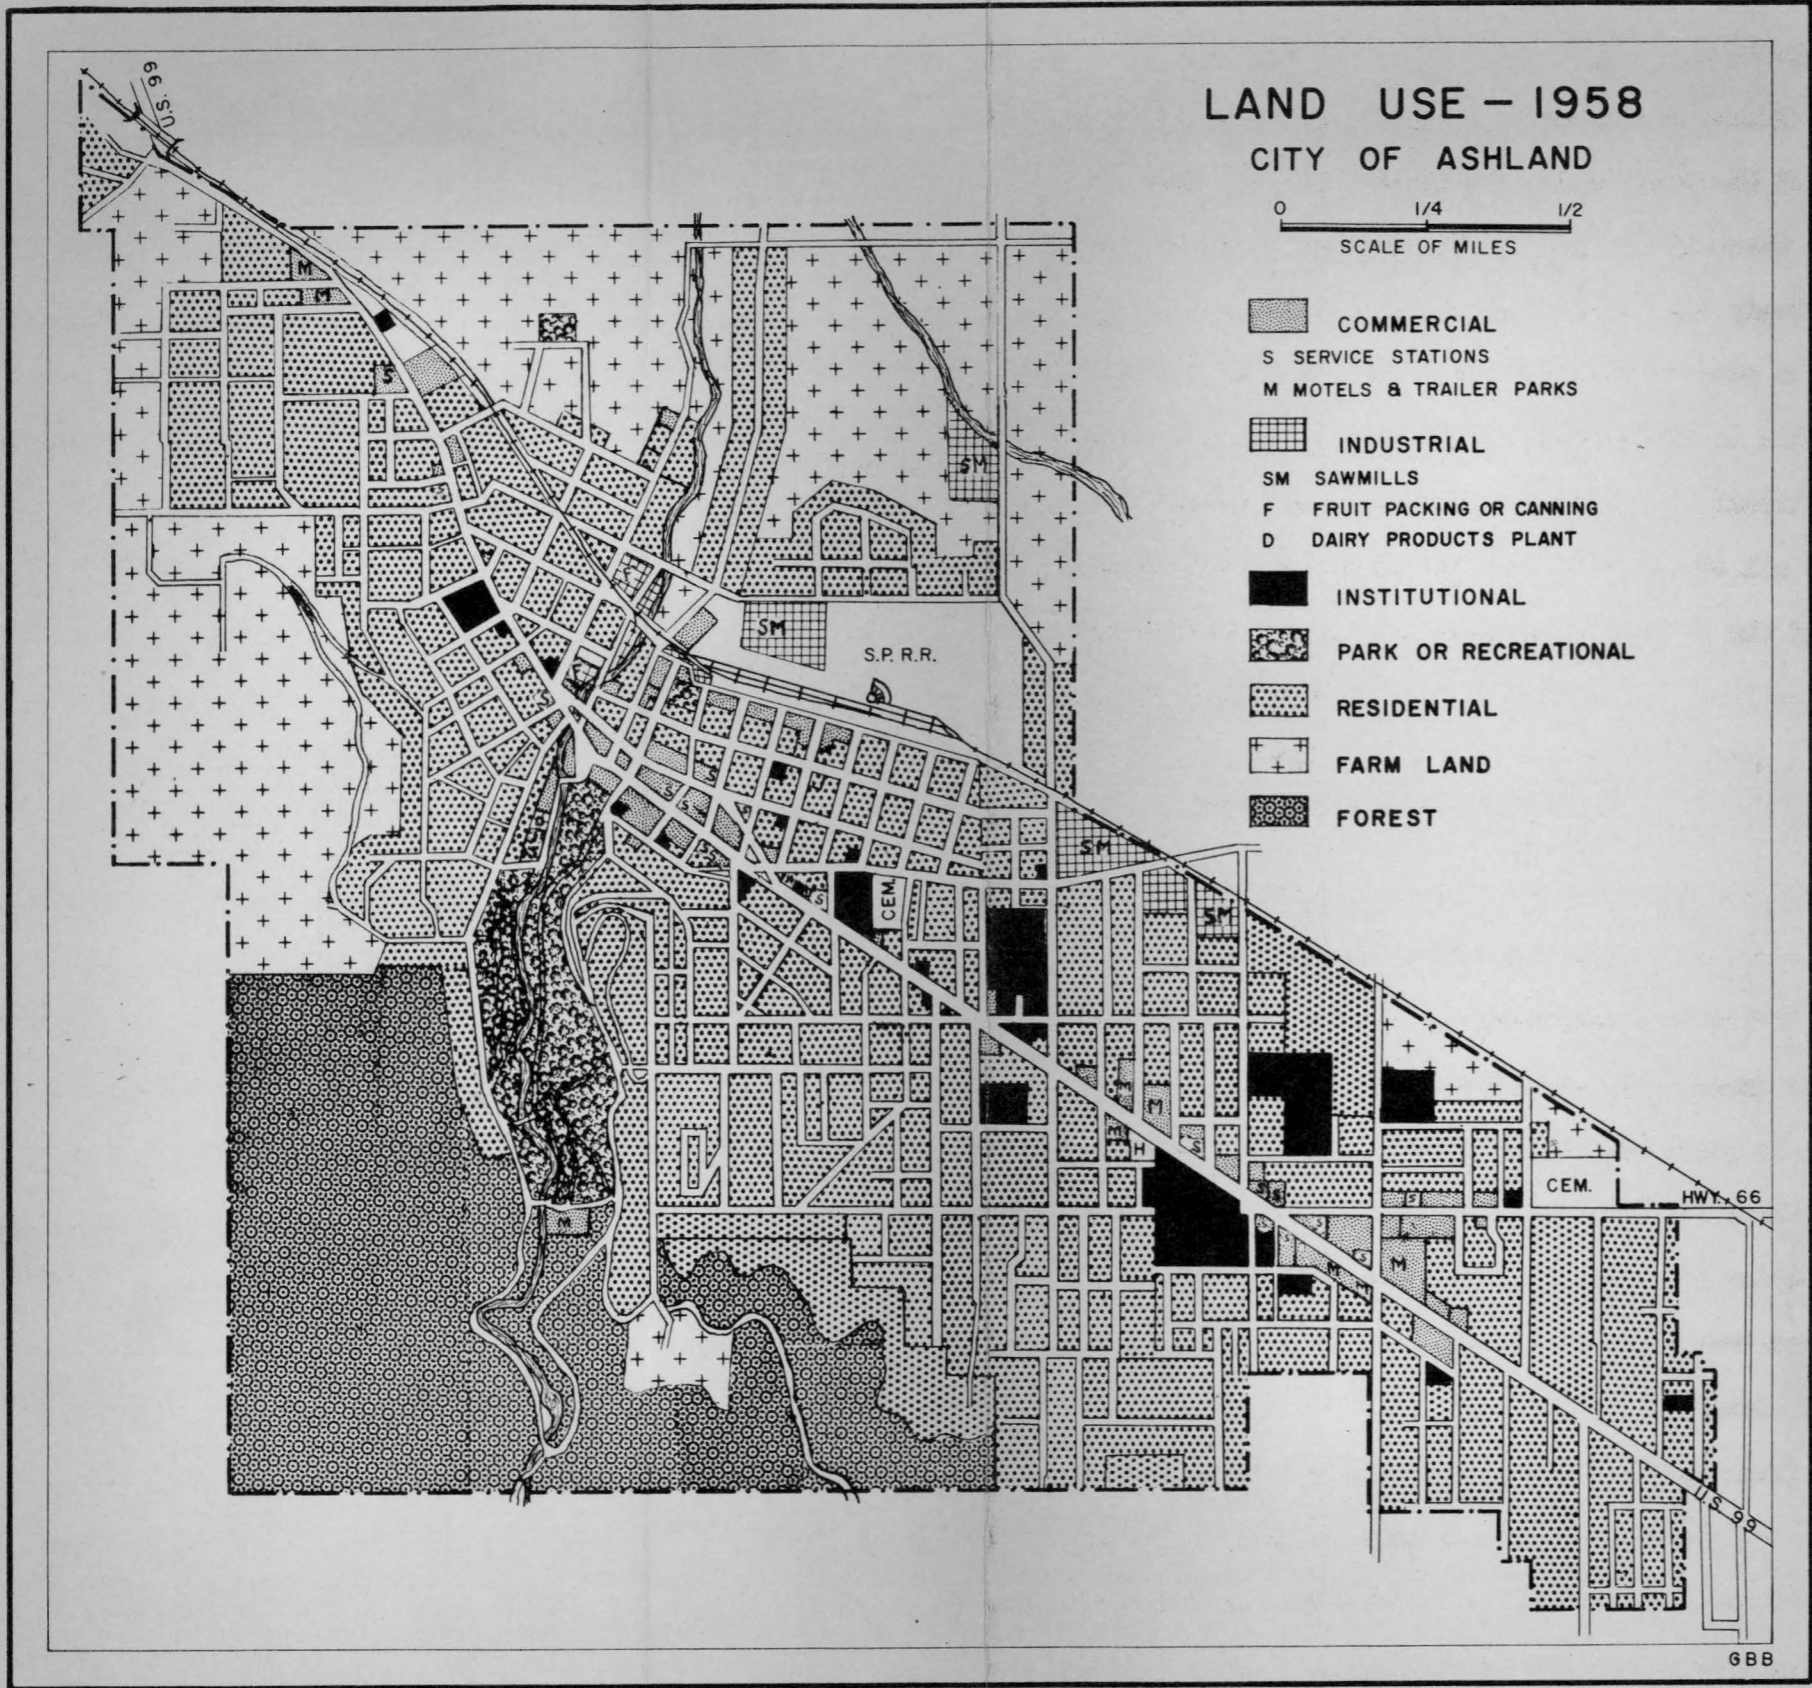 U.S. 99
LAND USE – 1958
CITY OF ASHLAND
0 1/4 1/2
SCALE OF MILES
COMMERCIAL
S SERVICE STATIONS
M MOTELS & TRAILER PARKS
INDUSTRIAL
SM SAWMILLS
F FRUIT PACKING OR CANNING
D DAIRY PRODUCTS PLANT
INSTITUTIONAL
PARK OR RECREATIONAL
RESIDENTIAL
FARM LAND
FOREST
M
M
S
SM
SM
S.P. R.R.
SM
CEM.
SM
S
M
M
S
H
CEM.
HWY. 66
S
S
S
M
M
M
M
S
U.S. 99
GBB